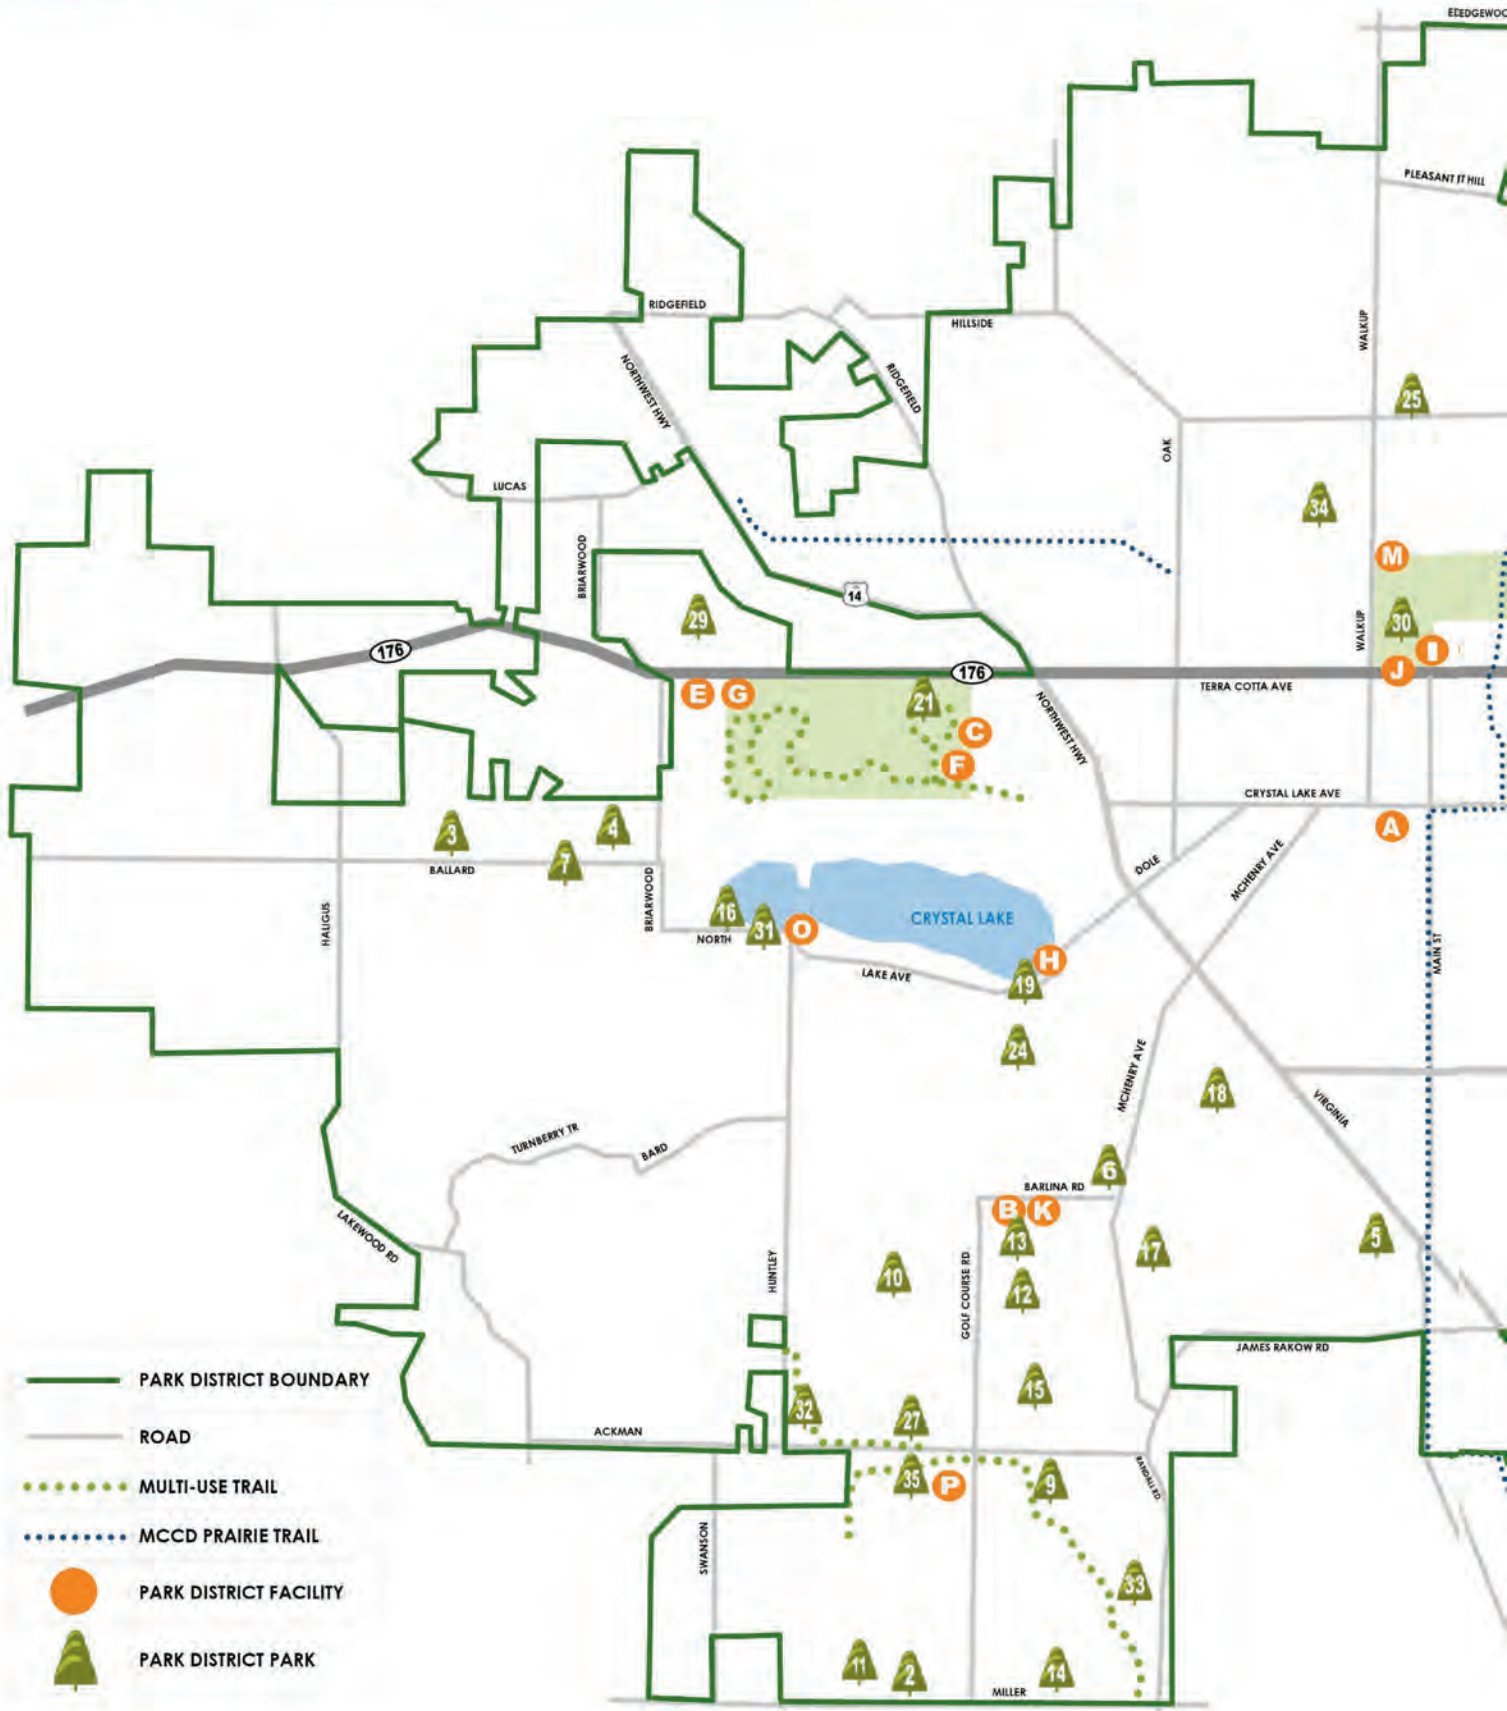 EEDGEWOO
PLEASANT T HILL
RIDGEFIELD
HILLSIDE
WALKUP
NORTHWEST HWY
RIDGEFIELD
25
OAK
LUCAS
34
BRIARWOOD
M
14
29
30
WALKUP
I
176
176
J
E
G
21
TERRA COTTA AVE
C
NORTHWEST HWY
F
CRYSTAL LAKE AVE
3
4
A
7
BALLARD
DOLE
MCHENRY AVE
BRIARWOOD
16
31
O
CRYSTAL LAKE
HALIGUS
NORTH
MAIN ST
H
LAKE AVE
19
24
MCHENRY AVE
18
VIRGINIA
TURNBERRY TR
BARD
6
BARLINA RD
B
K
LAKEWOOD RD
13
17
5
HUNTLEY
10
GOLF COURSE RD
12
JAMES RAKOW RD
PARK DISTRICT BOUNDARY
15
32
27
ROAD
ACKMAN
35
P
9
RANDALL RD
MULTI-USE TRAIL
MCCD PRAIRIE TRAIL
SWANSON
33
PARK DISTRICT FACILITY
PARK DISTRICT PARK
11
2
14
MILLER